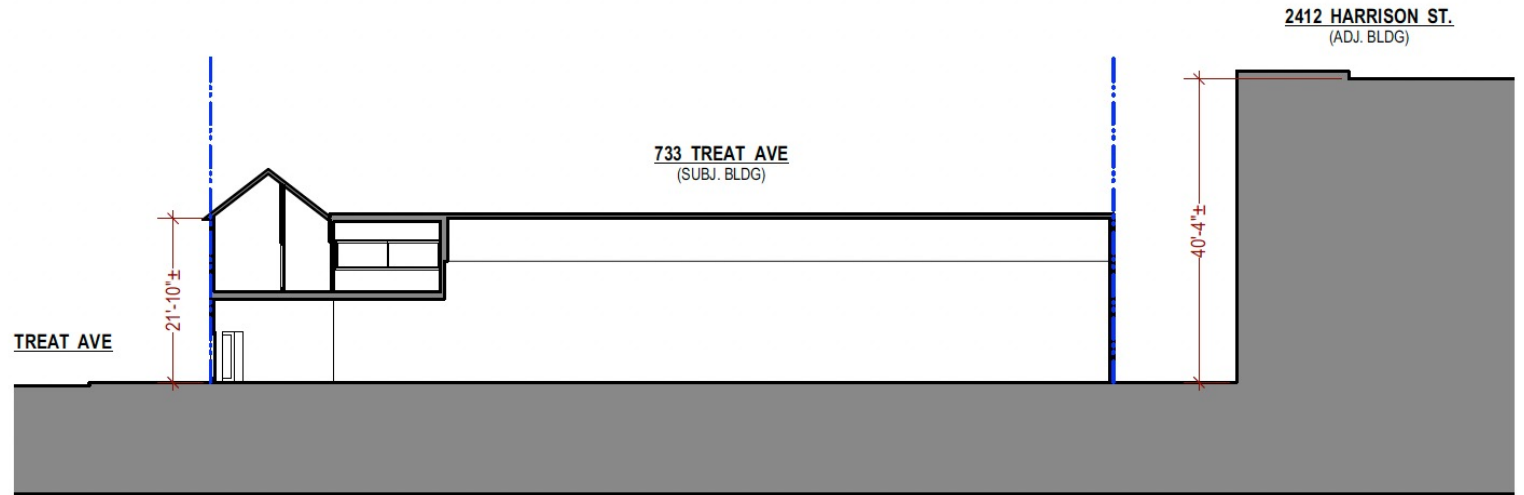 2412 HARRISON ST.
(ADJ. BLDG)
733 TREAT AVE
(SUBJ. BLDG)
40'-4"±
21'-10"±
TREAT AVE